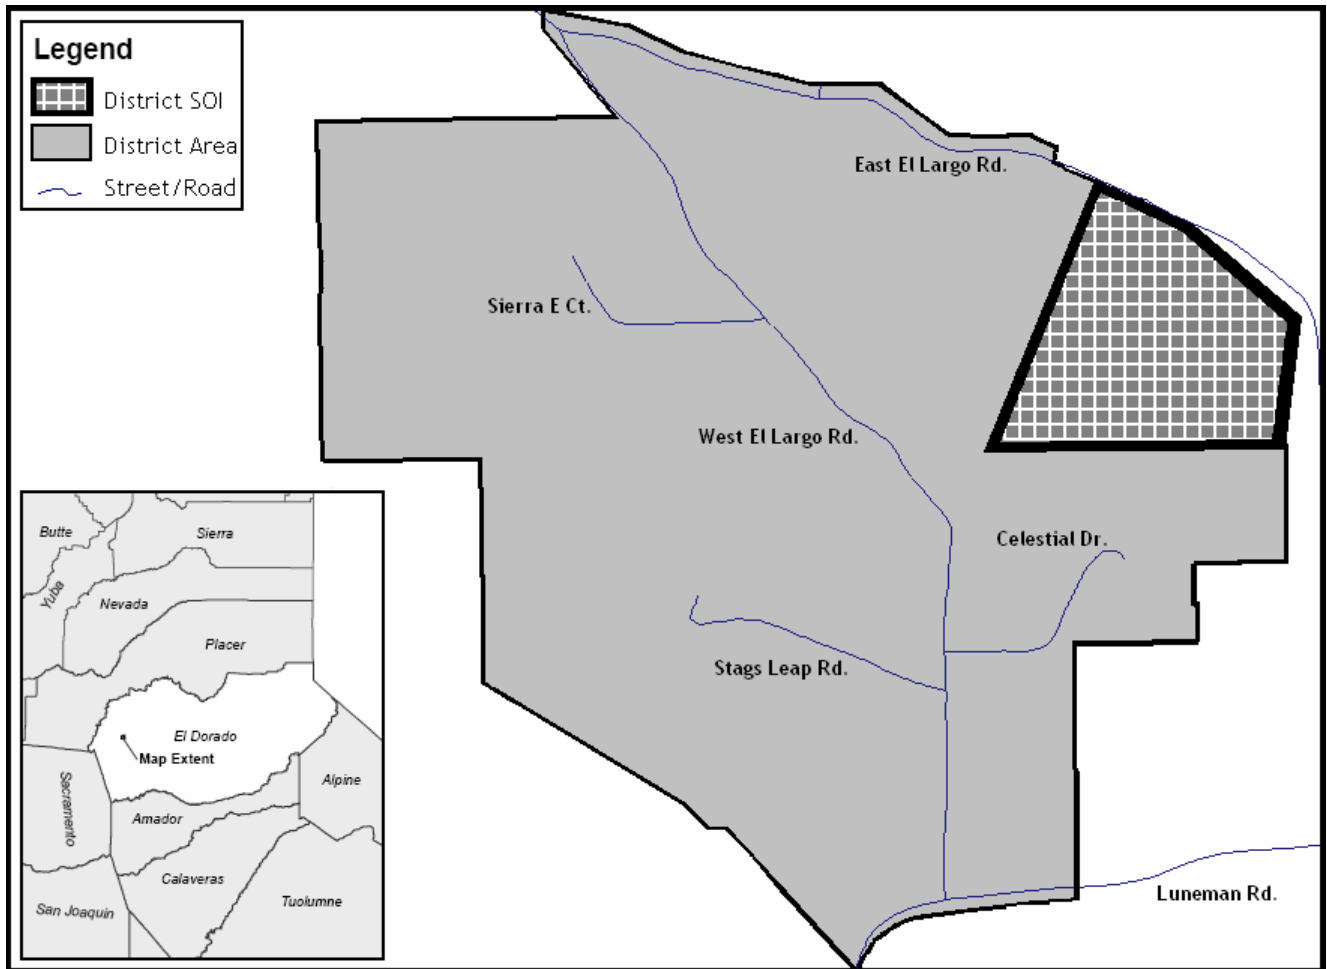 Legend
District SOI
District Area
Street/Road
East El Largo Rd.
Sierra E Ct.
West El Largo Rd.
Celestial Dr.
Stags Leap Rd.
Luneman Rd.
Butte
Sierra
Yuba
Nevada
Placer
El Dorado
Map Extent
Sacramento
Alpine
Amador
Calaveras
Tuolumne
San Joaquin